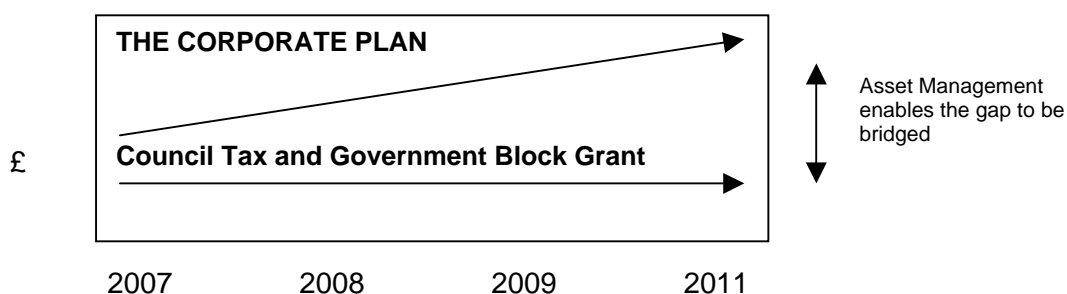 THE CORPORATE PLAN
Asset Management
enables the gap to be
bridged
£
Council Tax and Government Block Grant
2007 2008 2009 2011